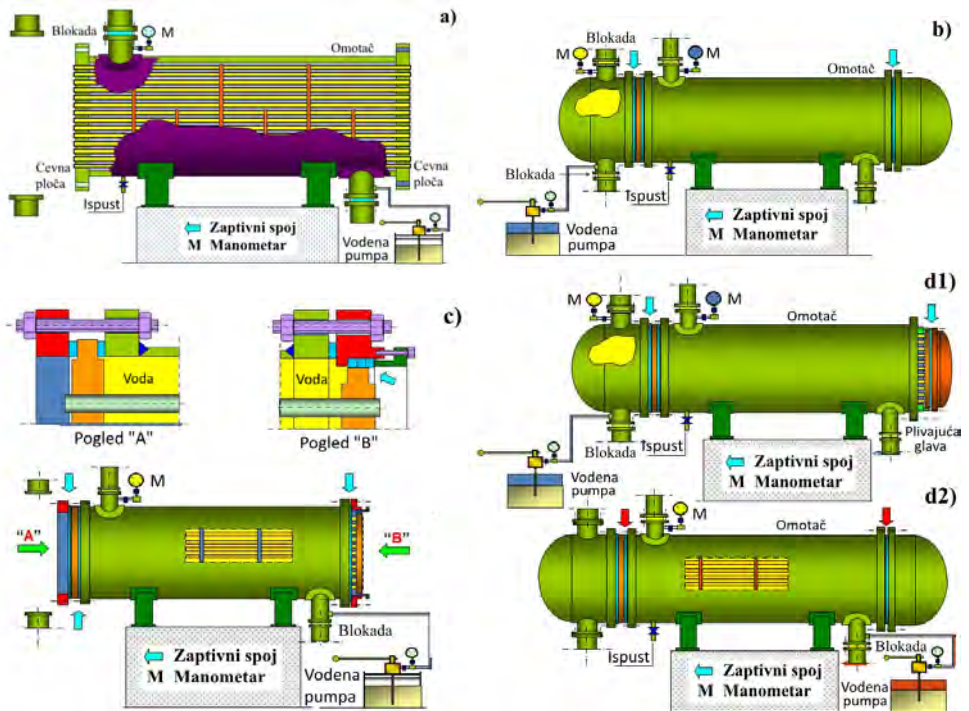 a)
Blokada
M
Omotač
Cevna
ploča
Ispust
Cevna
ploča
Zaptivni spoj
M Manometar
Vodena
pumpa
b)
Blokada
M
M
Omotač
Blokada
Ispust
Vodena
pumpa
Zaptivni spoj
M Manometar
c)
Voda
Pogled "A"
Voda
Pogled "B"
M
"A"
"B"
Blokada
Zaptivni spoj
M Manometar
Vodena
pumpa
d1)
M
M
Omotač
Blokada
Ispust
Plivajuća
glava
Vodena
pumpa
Zaptivni spoj
M Manometar
d2)
M
Omotač
Ispust
Blokada
Zaptivni spoj
M Manometar
Vodena
pumpa